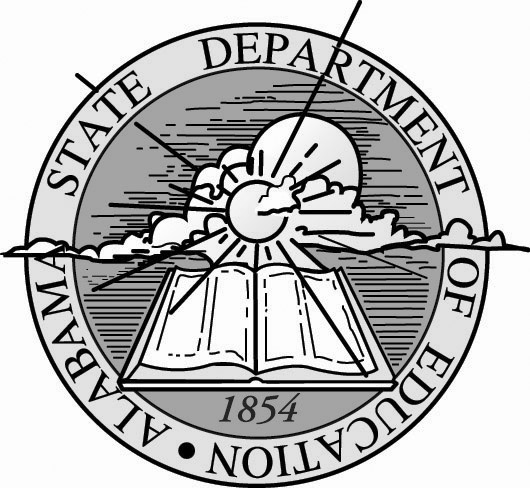 ALABAMA STATE DEPARTMENT OF EDUCATION •
1854